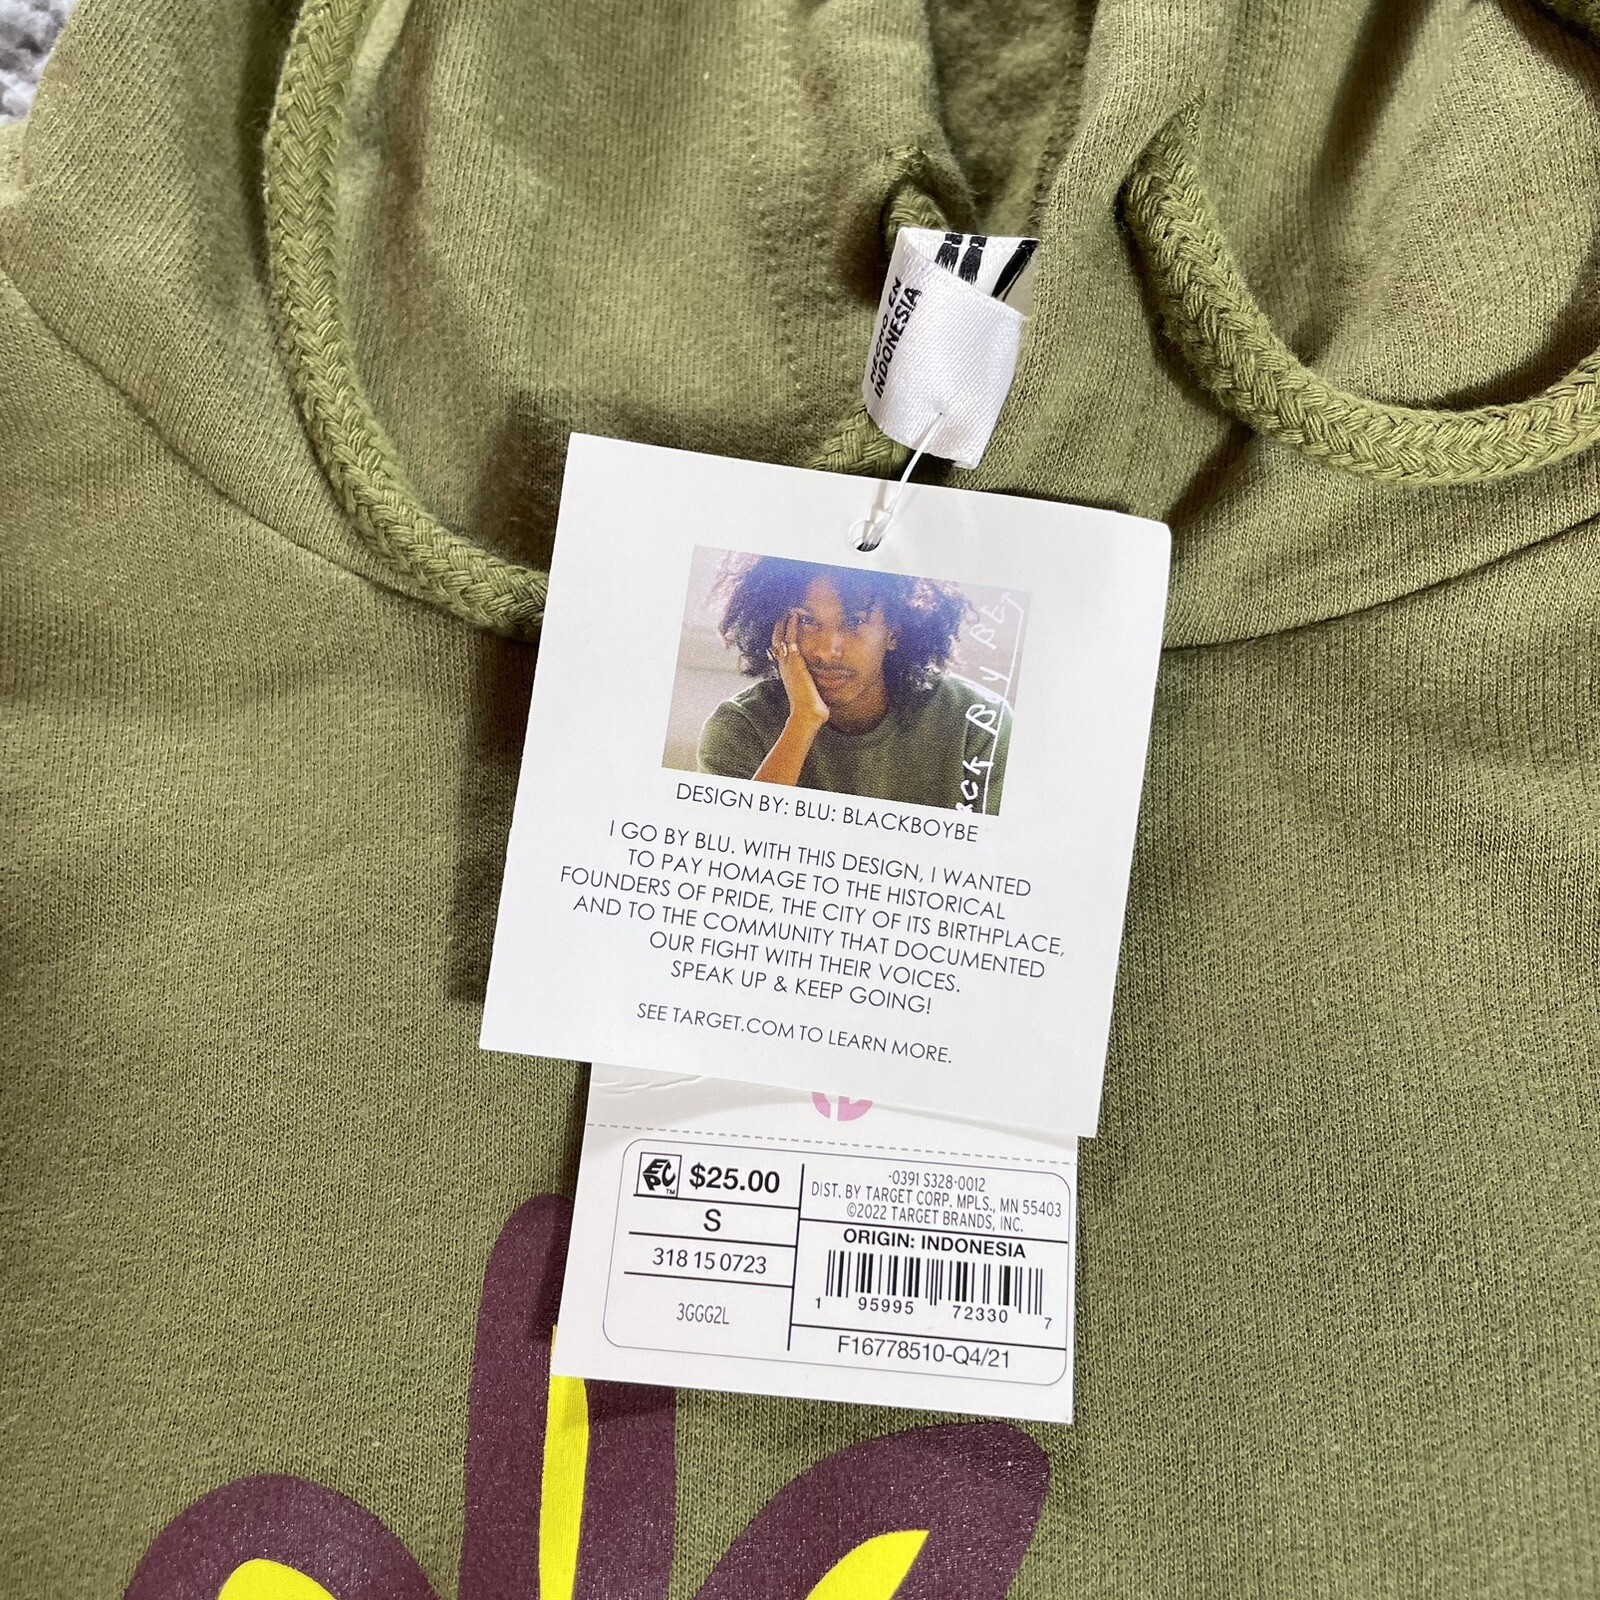 HECHO EN
INDONESIA
BOY BE
DESIGN BY: BLU: BLACKBOYBE
I GO BY BLU. WITH THIS DESIGN, I WANTED
TO PAY HOMAGE TO THE HISTORICAL
FOUNDERS OF PRIDE, THE CITY OF ITS BIRTHPLACE,
AND TO THE COMMUNITY THAT DOCUMENTED
OUR FIGHT WITH THEIR VOICES.
SPEAK UP & KEEP GOING!
SEE TARGET.COM TO LEARN MORE.
EPC™ $25.00
S
318 15 0723
3GGG2L
-0391 S328-0012
DIST. BY TARGET CORP. MPLS., MN 55403
©2022 TARGET BRANDS, INC.
ORIGIN: INDONESIA
1 95995 72330 7
F16778510-Q4/21